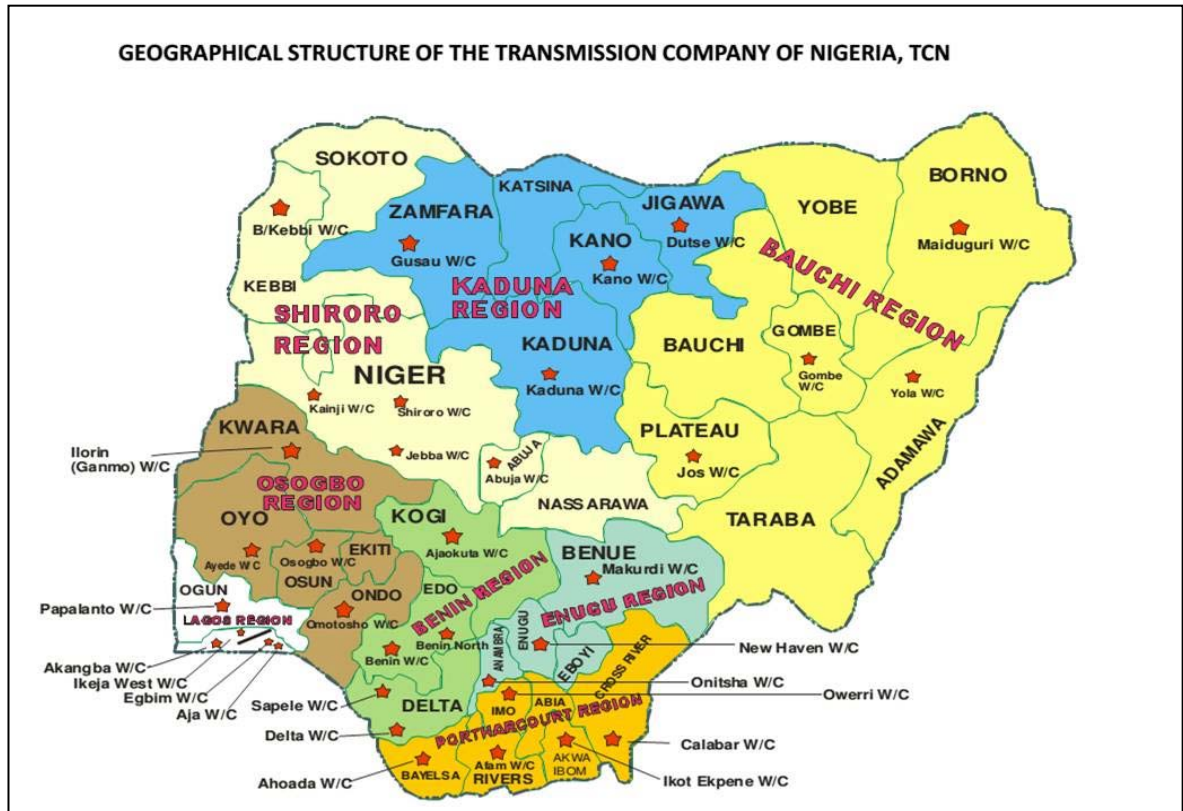 GEOGRAPHICAL STRUCTURE OF THE TRANSMISSION COMPANY OF NIGERIA, TCN
SOKOTO
B/Kebbi W/C
KEBBI
ZAMFARA
Gusau W/C
KATSINA
JIGAWA
Dutse W/C
KANO
Kano W/C
YOBE
BORNO
Maiduguri W/C
SHIRORO
REGION
KADUNA
REGION
BAUCHI REGION
KADUNA
Kaduna W/C
BAUCHI
GOMBE
Gombe
W/C
Yola W/C
ADAMAWA
NIGER
Kainji W/C
Shiroro W/C
Jebba W/C
ABUJA
Abuja W/C
NASSARAWA
PLATEAU
Jos W/C
TARABA
KWARA
Ilorin
(Ganmo) W/C
OSOGBO
REGION
OYO
Ayede W C
Osogbo W/C
OSUN
EKITI
ONDO
Omotosho W/C
KOGI
Ajaokuta W/C
BENUE
Makurdi W/C
OGUN
Papalanto W/C
LAGOS REGION
Akangba W/C
Ikeja West W/C
Egbim W/C
Aja W/C
EDO
BENIN REGION
Benin North
Benin W/C
Sapele W/C
DELTA
Delta W/C
ENUGU REGION
ANAMBRA
ENUGU
EBOYI
CROSS RIVER
New Haven W/C
Onitsha W/C
Owerri W/C
IMO
ABIA
PORTHARCOURT REGION
Ahoada W/C
BAYELSA
Afam W/C
RIVERS
AKWA
IBOM
Calabar W/C
Ikot Ekpene W/C